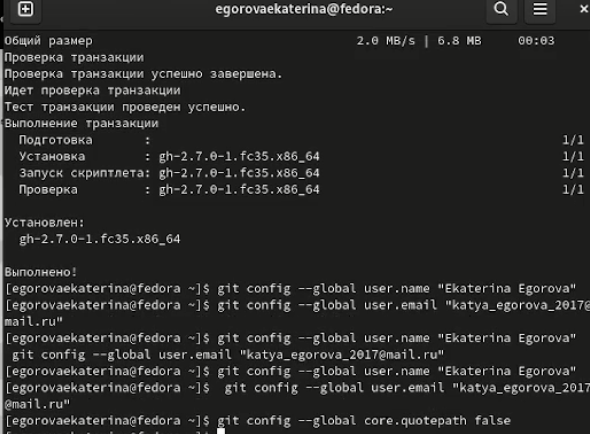 egorovaekaterina@fedora:~
Общий размер 2.0 MB/s | 6.8 MB 00:03
Проверка транзакции
Проверка транзакции успешно завершена.
Идет проверка транзакции
Тест транзакции проведен успешно.
Выполнение транзакции
Подготовка : 1/1
Установка : gh-2.7.0-1.fc35.x86_64 1/1
Запуск скриптлета: gh-2.7.0-1.fc35.x86_64 1/1
Проверка : gh-2.7.0-1.fc35.x86_64 1/1
Установлен:
gh-2.7.0-1.fc35.x86_64
Выполнено!
[egorovaekaterina@fedora ~]$ git config --global user.name "Ekaterina Egorova"
[egorovaekaterina@fedora ~]$ git config --global user.email "katya_egorova_2017@
mail.ru"
[egorovaekaterina@fedora ~]$ git config --global user.name "Ekaterina Egorova"
git config --global user.email "katya_egorova_2017@mail.ru"
[egorovaekaterina@fedora ~]$ git config --global user.name "Ekaterina Egorova"
[egorovaekaterina@fedora ~]$ git config --global user.email "katya_egorova_2017
@mail.ru"
[egorovaekaterina@fedora ~]$ git config --global core.quotepath false
[egorovaekaterina@fedora ~]$